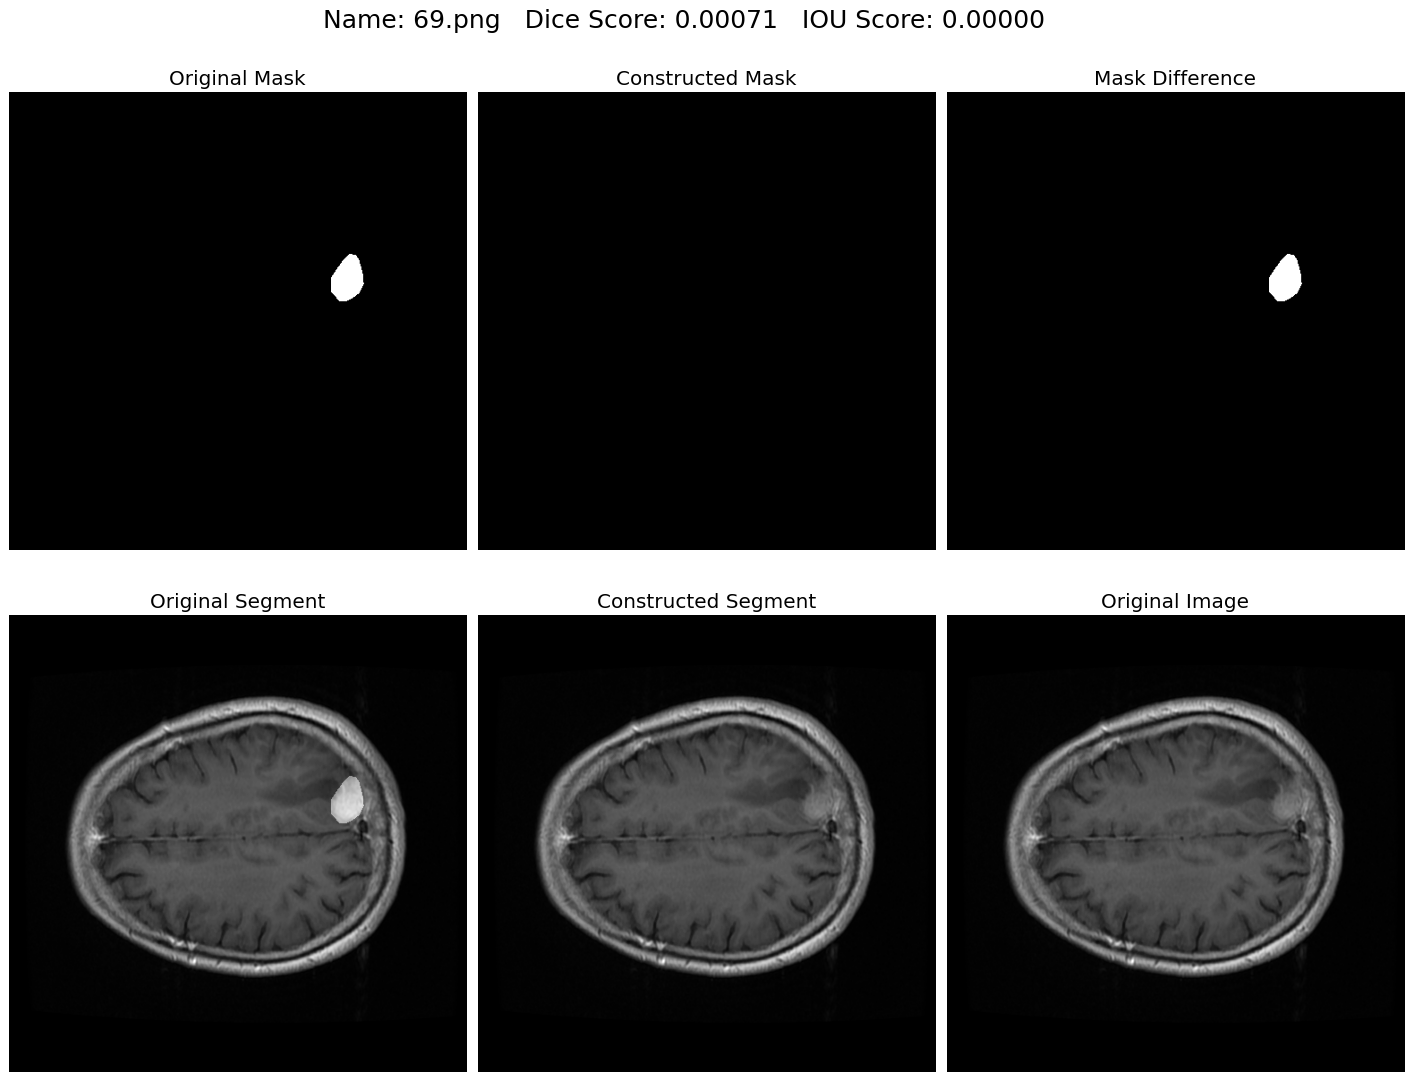 Name: 69.png   Dice Score: 0.00071   IOU Score: 0.00000
Original Mask
Constructed Mask
Mask Difference
Original Segment
Constructed Segment
Original Image